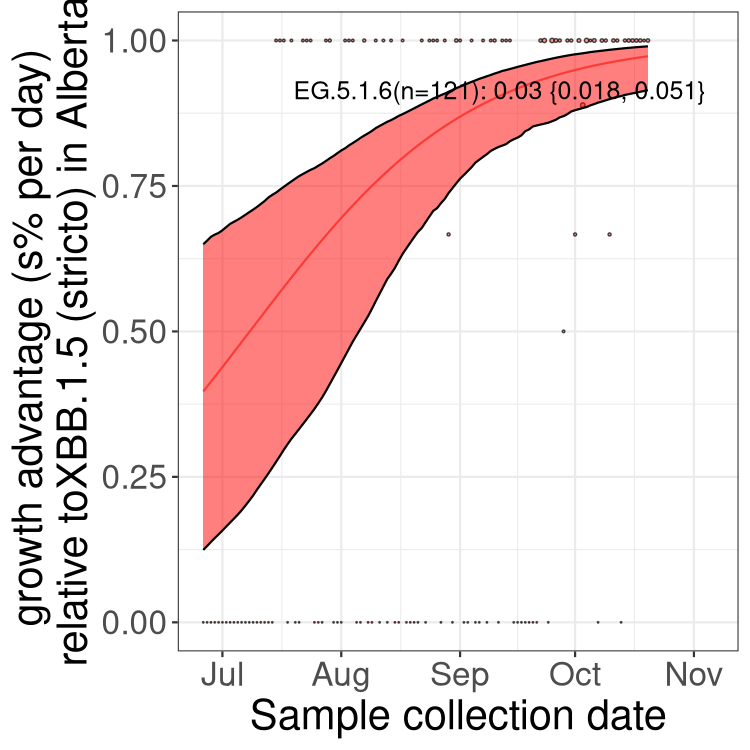 growth advantage (s% per day)
relative toXBB.1.5 (stricto) in Alberta
1.00
0.75
0.50
0.25
0.00
EG.5.1.6(n=121): 0.03 {0.018, 0.051}
Jul Aug Sep Oct Nov
Sample collection date